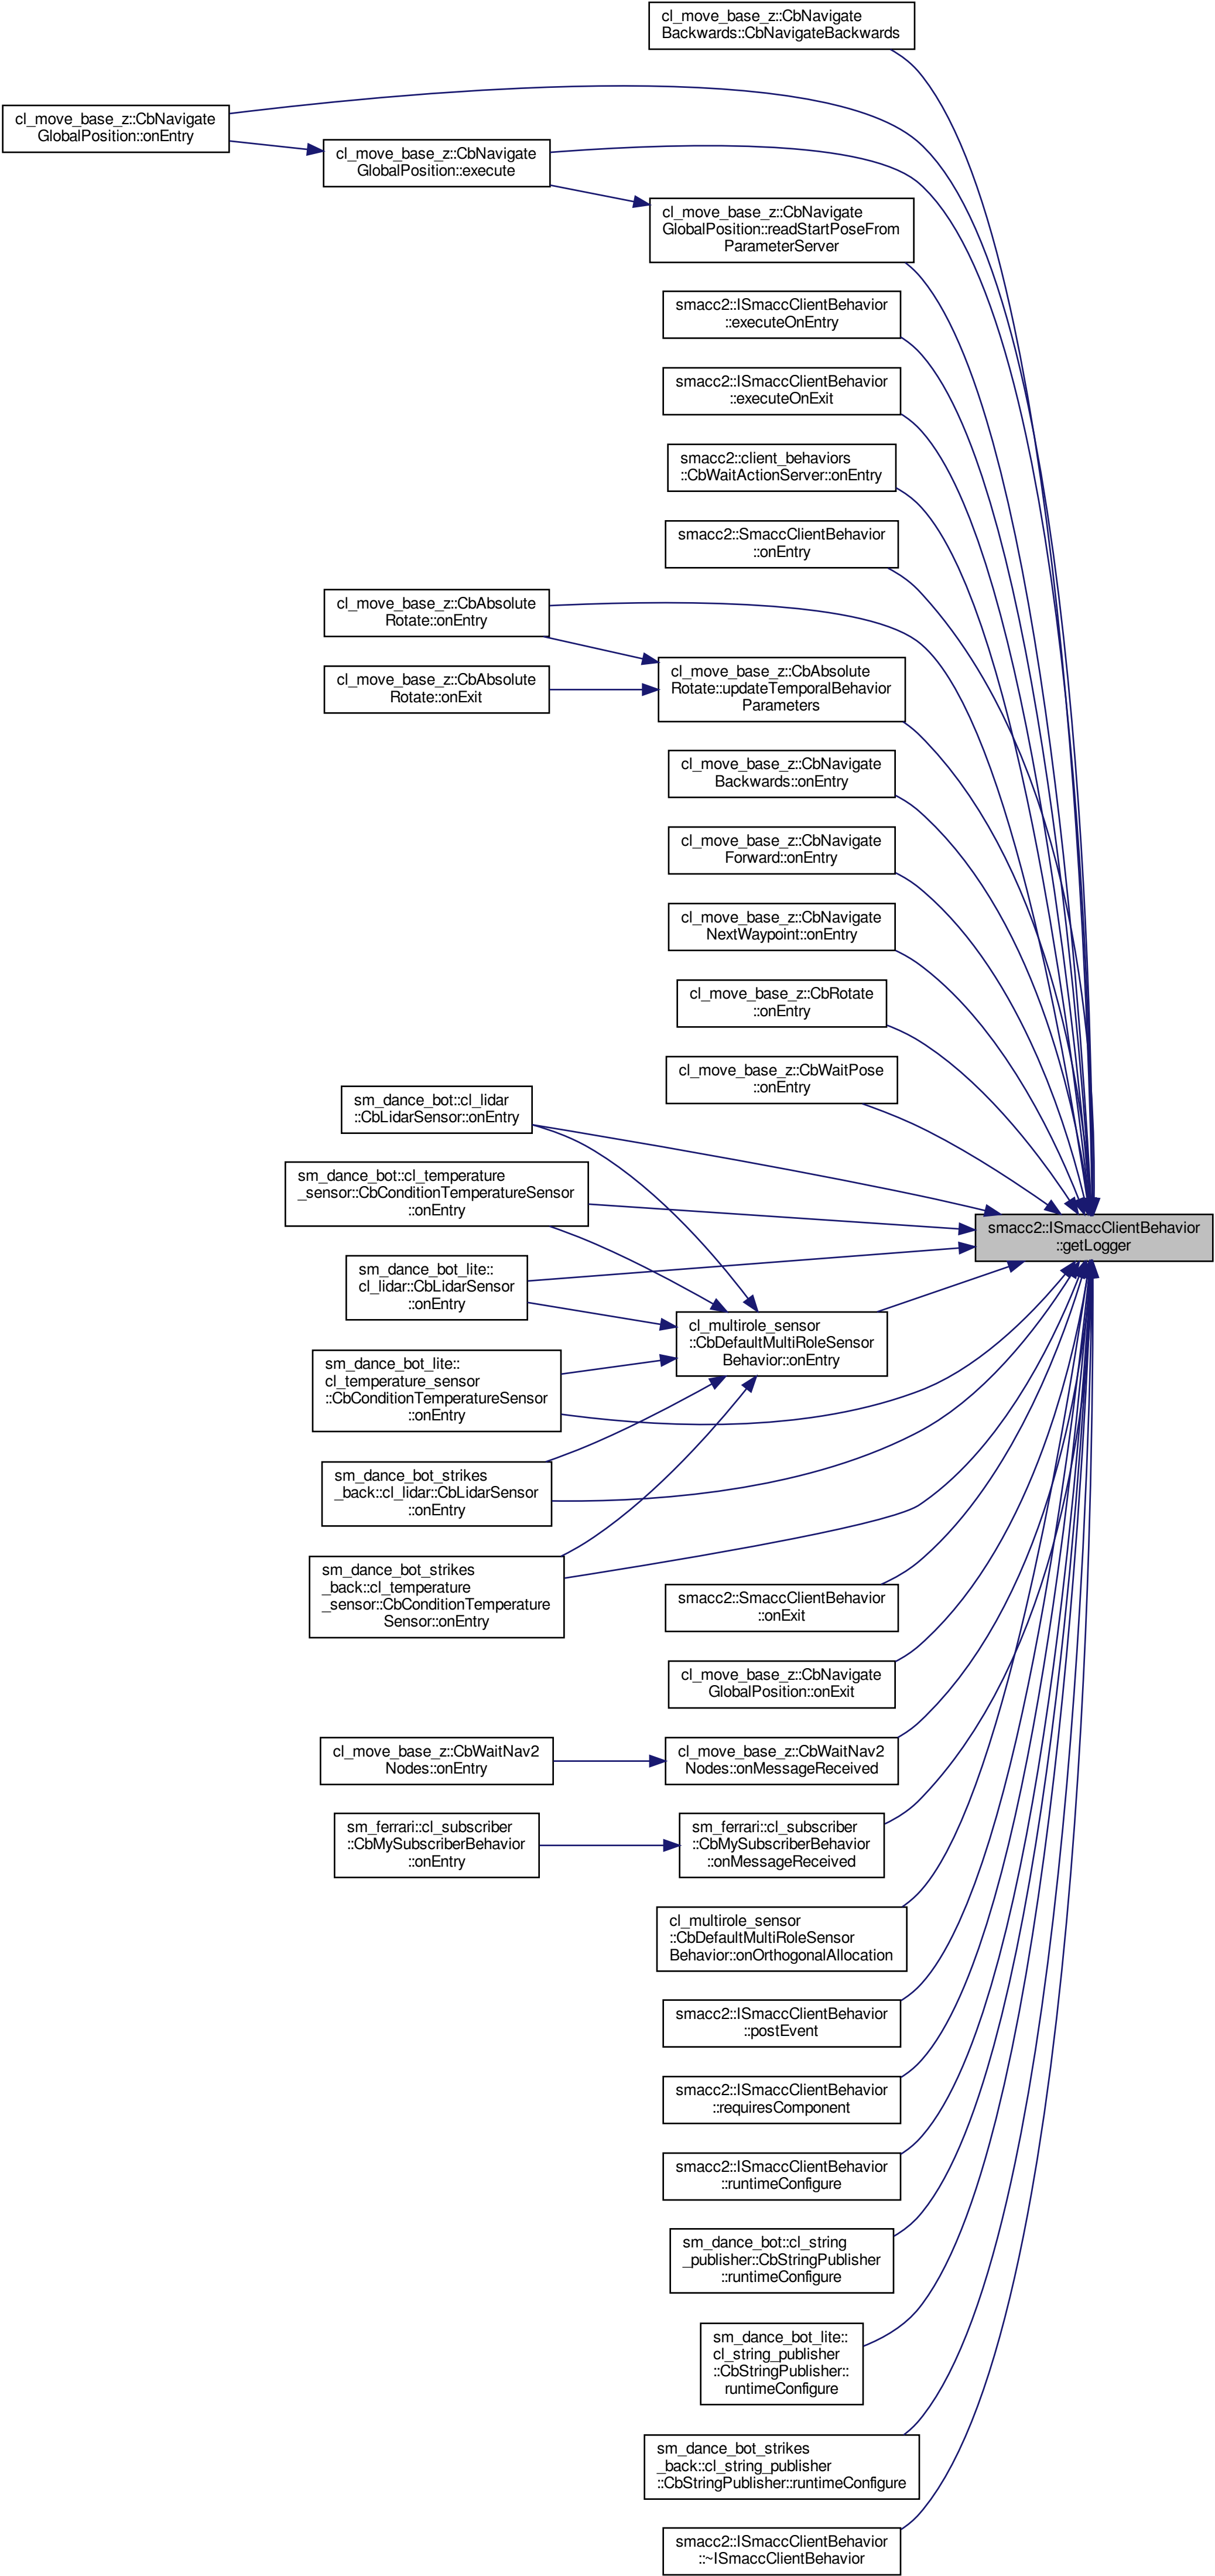 cl_move_base_z::CbNavigate
Backwards::CbNavigateBackwards
cl_move_base_z::CbNavigate
GlobalPosition::onEntry
cl_move_base_z::CbNavigate
GlobalPosition::execute
cl_move_base_z::CbNavigate
GlobalPosition::readStartPoseFrom
ParameterServer
smacc2::ISmaccClientBehavior
::executeOnEntry
smacc2::ISmaccClientBehavior
::executeOnExit
smacc2::client_behaviors
::CbWaitActionServer::onEntry
smacc2::SmaccClientBehavior
::onEntry
cl_move_base_z::CbAbsolute
Rotate::onEntry
cl_move_base_z::CbAbsolute
Rotate::onExit
cl_move_base_z::CbAbsolute
Rotate::updateTemporalBehavior
Parameters
cl_move_base_z::CbNavigate
Backwards::onEntry
cl_move_base_z::CbNavigate
Forward::onEntry
cl_move_base_z::CbNavigate
NextWaypoint::onEntry
cl_move_base_z::CbRotate
::onEntry
cl_move_base_z::CbWaitPose
::onEntry
sm_dance_bot::cl_lidar
::CbLidarSensor::onEntry
sm_dance_bot::cl_temperature
_sensor::CbConditionTemperatureSensor
::onEntry
smacc2::ISmaccClientBehavior
::getLogger
sm_dance_bot_lite::
cl_lidar::CbLidarSensor
::onEntry
cl_multirole_sensor
::CbDefaultMultiRoleSensor
Behavior::onEntry
sm_dance_bot_lite::
cl_temperature_sensor
::CbConditionTemperatureSensor
::onEntry
sm_dance_bot_strikes
_back::cl_lidar::CbLidarSensor
::onEntry
sm_dance_bot_strikes
_back::cl_temperature
_sensor::CbConditionTemperature
Sensor::onEntry
smacc2::SmaccClientBehavior
::onExit
cl_move_base_z::CbNavigate
GlobalPosition::onExit
cl_move_base_z::CbWaitNav2
Nodes::onEntry
cl_move_base_z::CbWaitNav2
Nodes::onMessageReceived
sm_ferrari::cl_subscriber
::CbMySubscriberBehavior
::onEntry
sm_ferrari::cl_subscriber
::CbMySubscriberBehavior
::onMessageReceived
cl_multirole_sensor
::CbDefaultMultiRoleSensor
Behavior::onOrthogonalAllocation
smacc2::ISmaccClientBehavior
::postEvent
smacc2::ISmaccClientBehavior
::requiresComponent
smacc2::ISmaccClientBehavior
::runtimeConfigure
sm_dance_bot::cl_string
_publisher::CbStringPublisher
::runtimeConfigure
sm_dance_bot_lite::
cl_string_publisher
::CbStringPublisher::
runtimeConfigure
sm_dance_bot_strikes
_back::cl_string_publisher
::CbStringPublisher::runtimeConfigure
smacc2::ISmaccClientBehavior
::~ISmaccClientBehavior